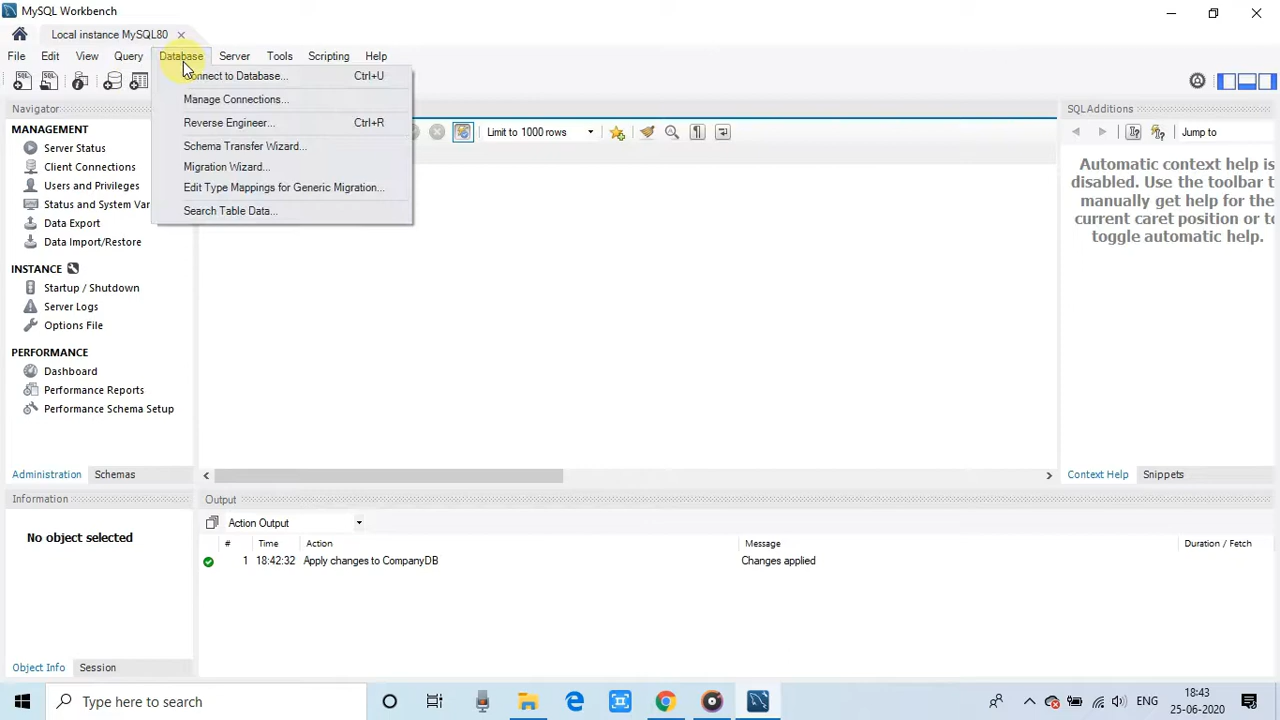 MySQL Workbench
Local instance MySQL80
File Edit View Query Database Server Tools Scripting Help
Connect to Database... Ctrl+U
Manage Connections...
Reverse Engineer... Ctrl+R
Schema Transfer Wizard...
Migration Wizard...
Edit Type Mappings for Generic Migration...
Search Table Data...
Navigator
MANAGEMENT
Server Status
Client Connections
Users and Privileges
Status and System Var
Data Export
Data Import/Restore
INSTANCE
Startup / Shutdown
Server Logs
Options File
PERFORMANCE
Dashboard
Performance Reports
Performance Schema Setup
Administration Schemas
Limit to 1000 rows
SQLAdditions
Jump to
Automatic context help is
disabled. Use the toolbar t
manually get help for the
current caret position or to
toggle automatic help.
Context Help Snippets
Information
No object selected
Object Info Session
Output
Action Output
# Time Action Message Duration / Fetch
1 18:42:32 Apply changes to CompanyDB Changes applied
Type here to search
ENG
18:43
25-06-2020